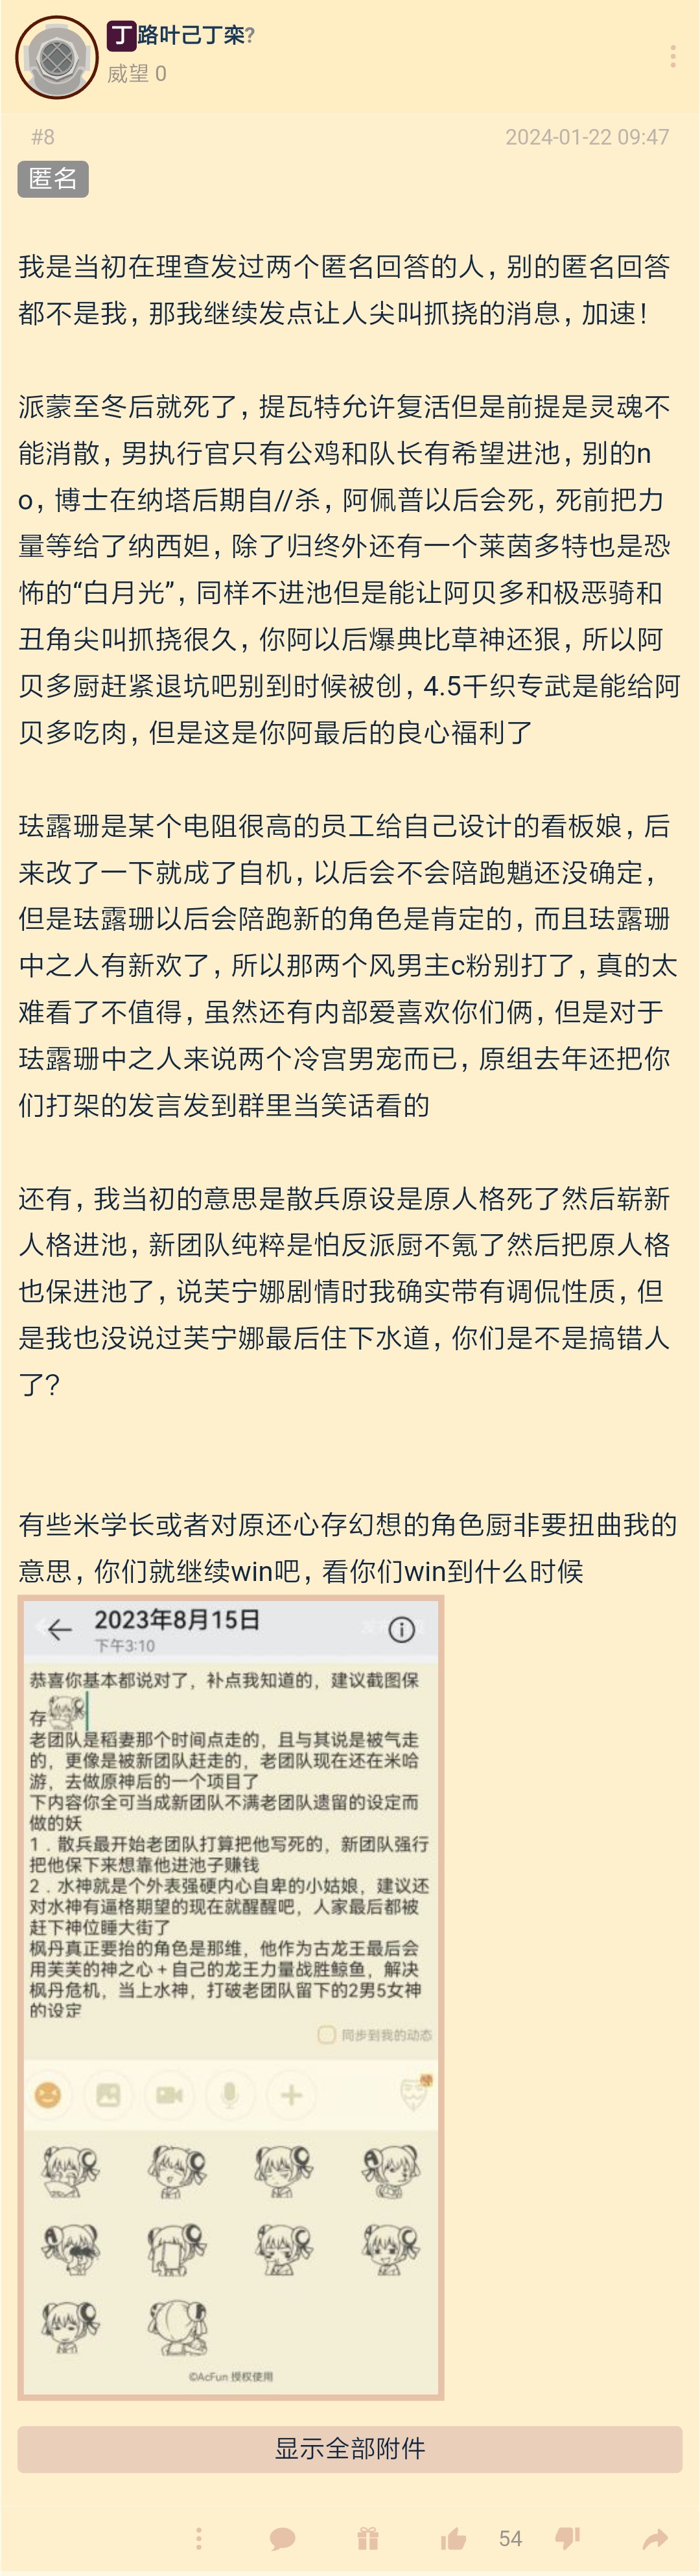 丁路叶己丁栾?
威望 0
#8
2024-01-22 09:47
匿名
我是当初在理查发过两个匿名回答的人，别的匿名回答
都不是我，那我继续发点让人尖叫抓挠的消息，加速！
派蒙至冬后就死了，提瓦特允许复活但是前提是灵魂不
能消散，男执行官只有公鸡和队长有希望进池，别的n
o，博士在纳塔后期自//杀，阿佩普以后会死，死前把力
量等给了纳西妲，除了归终外还有一个莱茵多特也是恐
怖的“白月光”，同样不进池但是能让阿贝多和极恶骑和
丑角尖叫抓挠很久，你阿以后爆典比草神还狠，所以阿
贝多厨赶紧退坑吧别到时候被创，4.5千织专武是能给阿
贝多吃肉，但是这是你阿最后的良心福利了
珐露珊是某个电阻很高的员工给自己设计的看板娘，后
来改了一下就成了自机，以后会不会陪跑魈还没确定，
但是珐露珊以后会陪跑新的角色是肯定的，而且珐露珊
中之人有新欢了，所以那两个风男主c粉别打了，真的太
难看了不值得，虽然还有内部爱喜欢你们俩，但是对于
珐露珊中之人来说两个冷宫男宠而已，原组去年还把你
们打架的发言发到群里当笑话看的
还有，我当初的意思是散兵原设是原人格死了然后崭新
人格进池，新团队纯粹是怕反派厨不氪了然后把原人格
也保进池了，说芙宁娜剧情时我确实带有调侃性质，但
是我也没说过芙宁娜最后住下水道，你们是不是搞错人
了？
有些米学长或者对原还心存幻想的角色厨非要扭曲我的
意思，你们就继续win吧，看你们win到什么时候
2023年8月15日
下午3:10
恭喜你基本都说对了，补点我知道的，建议截图保
存
老团队是稻妻那个时间点走的，且与其说是被气走
的，更像是被新团队赶走的，老团队现在还在米哈
游，去做原神后的一个项目了
下内容你全可当成新团队不满老团队遗留的设定而
做的妖
1．散兵最开始老团队打算把他写死的，新团队强行
把他保下来想靠他进池子赚钱
2．水神就是个外表强硬内心自卑的小姑娘，建议还
对水神有逼格期望的现在就醒醒吧，人家最后都被
赶下神位睡大街了
枫丹真正要抬的角色是那维，他作为古龙王最后会
用芙芙的神之心＋自己的龙王力量战胜鲸鱼，解决
枫丹危机，当上水神，打破老团队留下的2男5女神
的设定
同步到我的动态
©AcFun 授权使用
显示全部附件
54